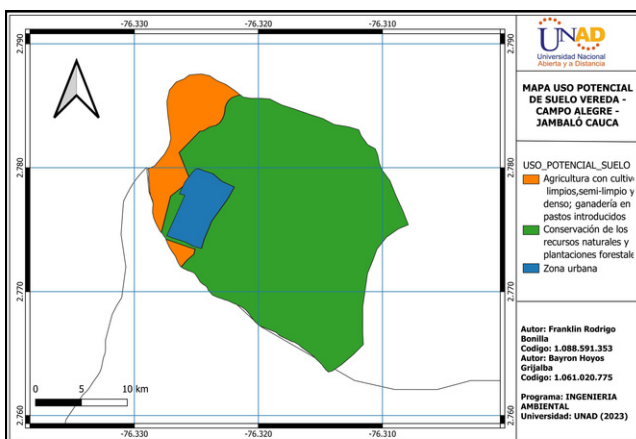 -76.330
-76.320
-76.310
2.790
2.780
2.770
2.760
2.790
2.780
2.770
2.760
0
5
10 km
-76.330
-76.320
-76.310
UNAD
Universidad Nacional
Abierta y a Distancia
MAPA USO POTENCIAL
DE SUELO VEREDA -
CAMPO ALEGRE -
JAMBALÓ CAUCA
USO_POTENCIAL_SUELO
Agricultura con cultiv
limpios,semi-limpio y
denso; ganadería en
pastos introducidos
Conservación de los
recursos naturales y
plantaciones forestale
Zona urbana
Autor: Franklin Rodrigo
Bonilla
Codigo: 1.088.591.353
Autor: Bayron Hoyos
Grijalba
Codigo: 1.061.020.775
Programa: INGENIERIA
AMBIENTAL
Universidad: UNAD (2023)